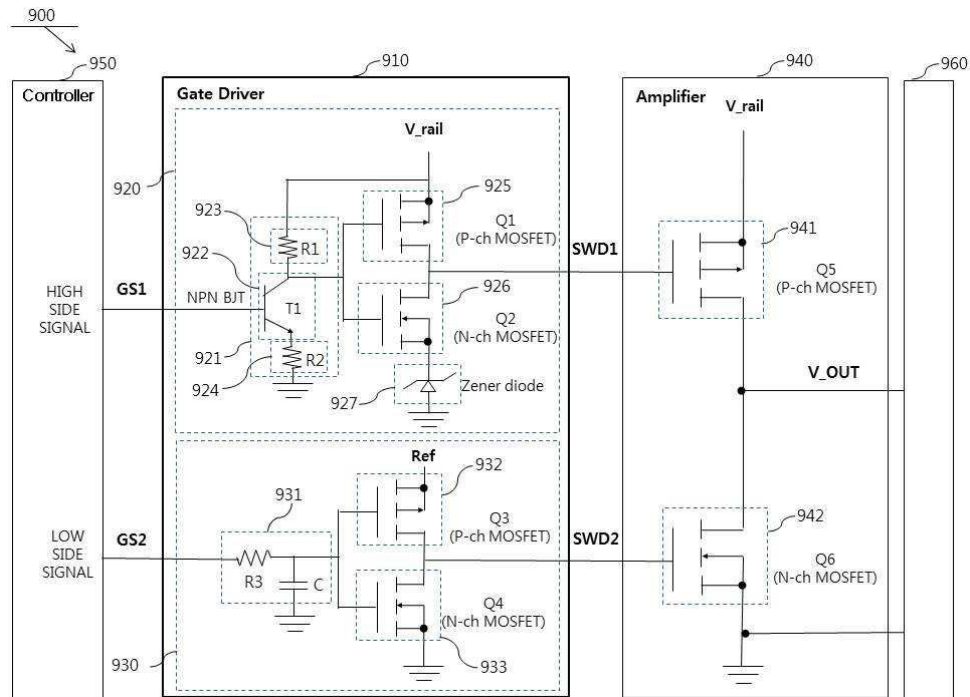 900
950
910
940
960
Controller
Gate Driver
Amplifier
V_rail
V_rail
920
925
923
R1
Q1
(P-ch MOSFET)
941
SWD1
922
926
Q5
(P-ch MOSFET)
HIGH
SIDE
SIGNAL
GS1
NPN BJT
T1
Q2
(N-ch MOSFET)
921
R2
924
927
Zener diode
V_OUT
Ref
932
931
942
LOW
SIDE
SIGNAL
GS2
Q3
(P-ch MOSFET)
SWD2
R3
C
Q6
(N-ch MOSFET)
Q4
(N-ch MOSFET)
930
933